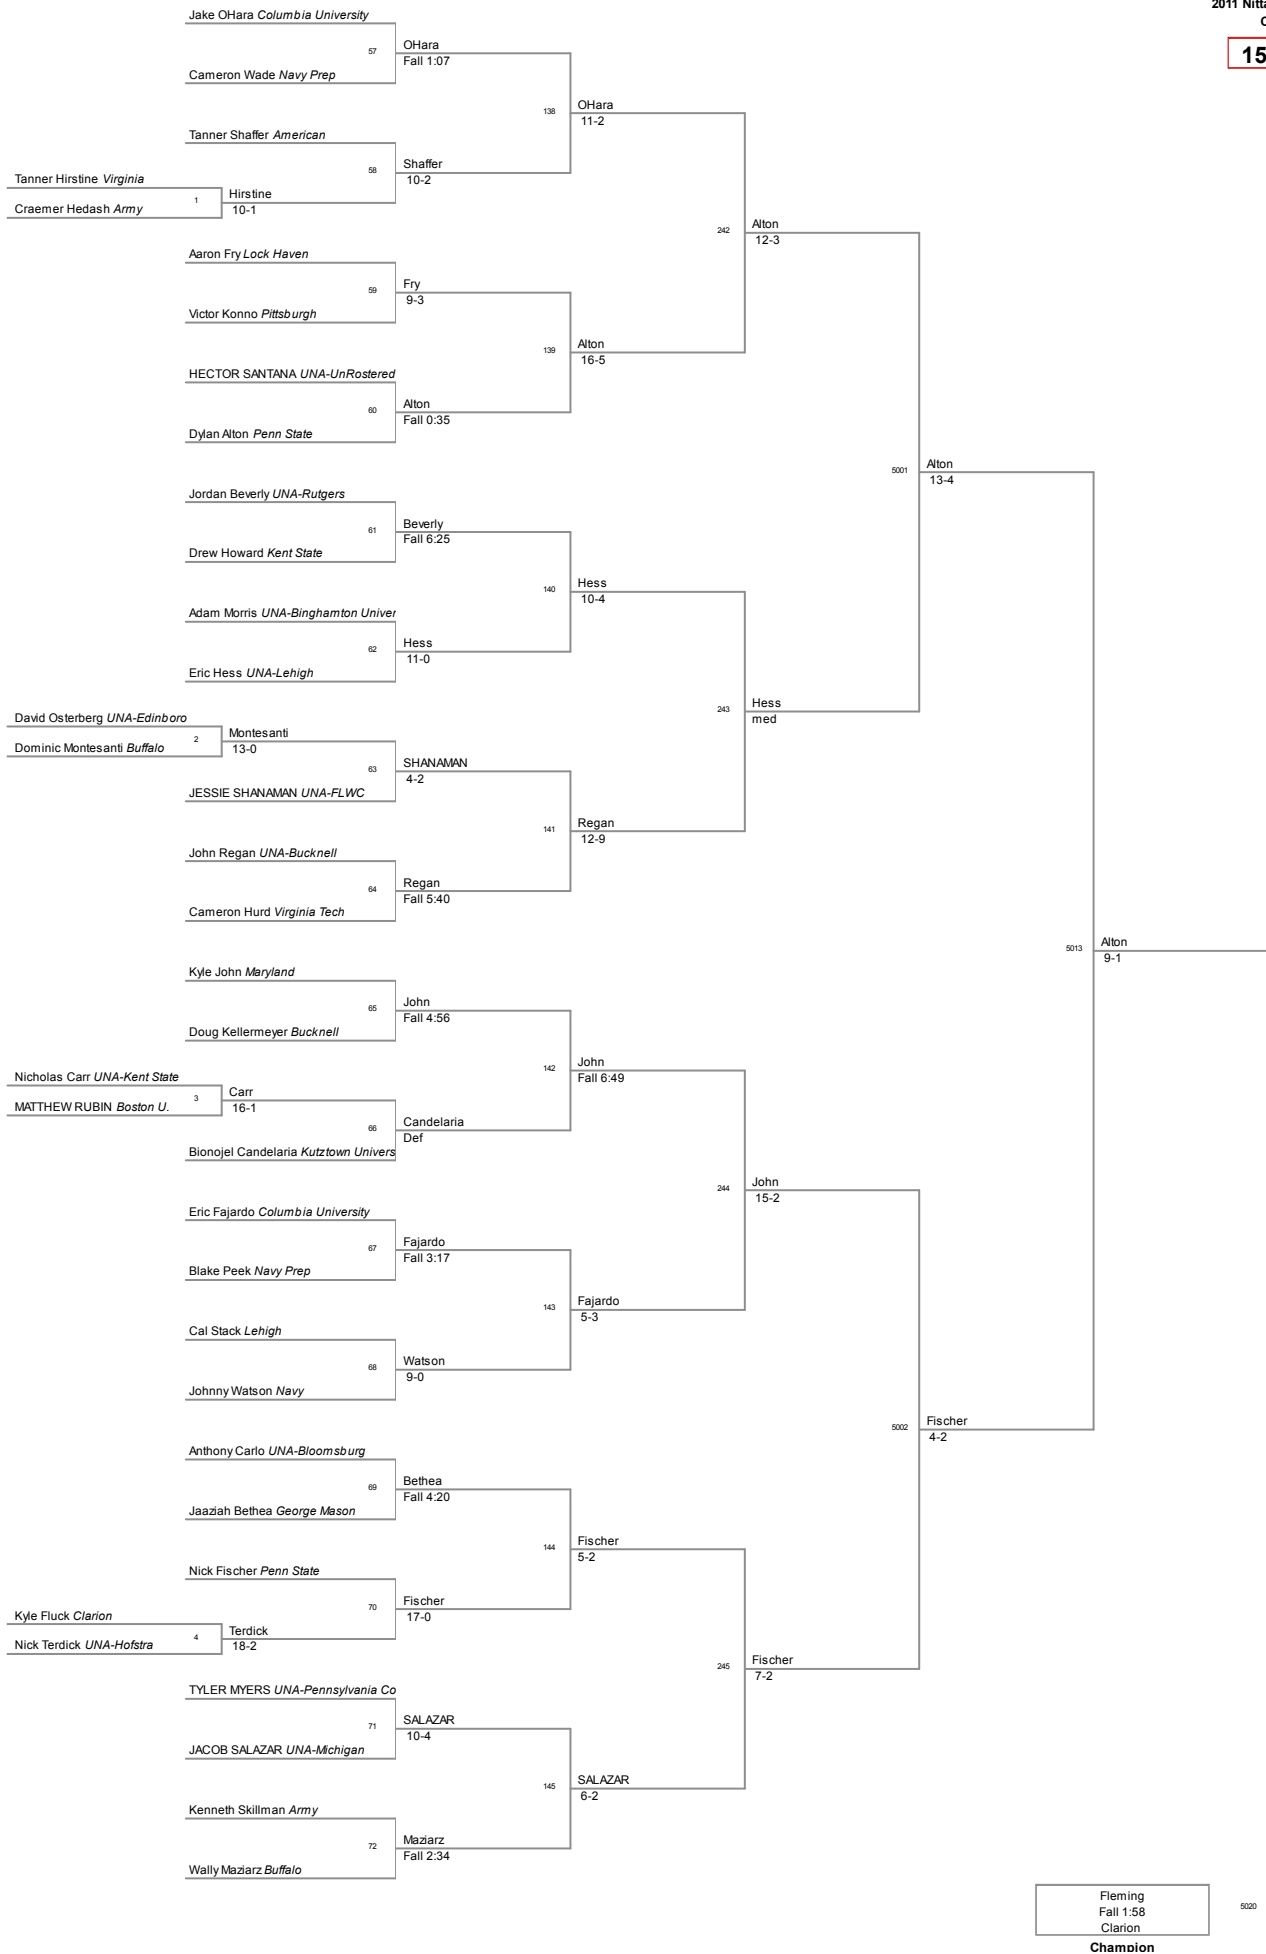 2011 Nitta
15
Jake OHara Columbia University
57
OHara
Fall 1:07
Cameron Wade Navy Prep
138
OHara
11-2
Tanner Shaffer American
58
Shaffer
10-2
Tanner Hirstine Virginia
1
Hirstine
10-1
Craemer Hedash Army
242
Alton
12-3
Aaron Fry Lock Haven
59
Fry
9-3
Victor Konno Pittsburgh
139
Alton
16-5
HECTOR SANTANA UNA-UnRostered
60
Alton
Fall 0:35
Dylan Alton Penn State
5001
Alton
13-4
Jordan Beverly UNA-Rutgers
61
Beverly
Fall 6:25
Drew Howard Kent State
140
Hess
10-4
Adam Morris UNA-Binghamton Univer
62
Hess
11-0
Eric Hess UNA-Lehigh
243
Hess
med
David Osterberg UNA-Edinboro
2
Montesanti
13-0
Dominic Montesanti Buffalo
63
SHANAMAN
4-2
JESSIE SHANAMAN UNA-FLWC
141
Regan
12-9
John Regan UNA-Bucknell
64
Regan
Fall 5:40
Cameron Hurd Virginia Tech
5013
Alton
9-1
Kyle John Maryland
65
John
Fall 4:56
Doug Kellermeyer Bucknell
142
John
Fall 6:49
Nicholas Carr UNA-Kent State
3
Carr
16-1
MATTHEW RUBIN Boston U.
66
Candelaria
Def
Bionojel Candelaria Kutztown Univers
244
John
15-2
Eric Fajardo Columbia University
67
Fajardo
Fall 3:17
Blake Peek Navy Prep
143
Fajardo
5-3
Cal Stack Lehigh
68
Watson
9-0
Johnny Watson Navy
5002
Fischer
4-2
Anthony Carlo UNA-Bloomsburg
69
Bethea
Fall 4:20
Jaaziah Bethea George Mason
144
Fischer
5-2
Nick Fischer Penn State
70
Fischer
17-0
Kyle Fluck Clarion
4
Terdick
18-2
Nick Terdick UNA-Hofstra
245
Fischer
7-2
TYLER MYERS UNA-Pennsylvania Co
71
SALAZAR
10-4
JACOB SALAZAR UNA-Michigan
145
SALAZAR
6-2
Kenneth Skillman Army
72
Maziarz
Fall 2:34
Wally Maziarz Buffalo
Fleming
Fall 1:58
Clarion
5020
Champion